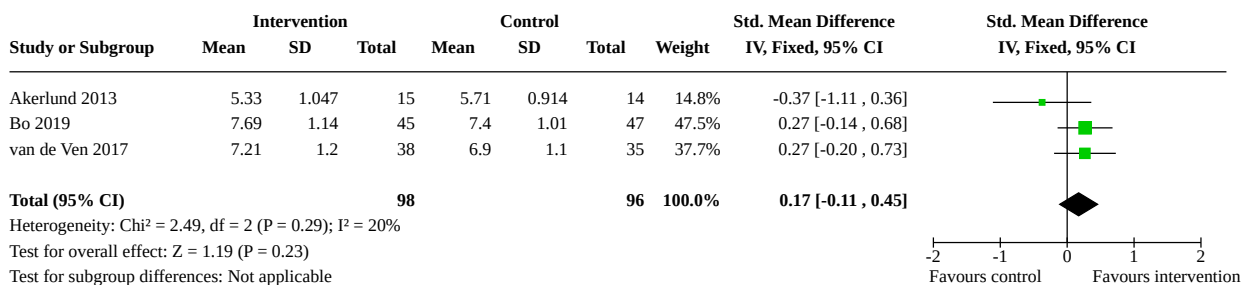 Intervention Control Std. Mean Difference Std. Mean Difference
Study or Subgroup Mean SD Total Mean SD Total Weight IV, Fixed, 95% CI IV, Fixed, 95% CI
Akerlund 2013 5.33 1.047 15 5.71 0.914 14 14.8% -0.37 [-1.11 , 0.36]
Bo 2019 7.69 1.14 45 7.4 1.01 47 47.5% 0.27 [-0.14 , 0.68]
van de Ven 2017 7.21 1.2 38 6.9 1.1 35 37.7% 0.27 [-0.20 , 0.73]
Total (95% CI) 98 96 100.0% 0.17 [-0.11 , 0.45]
Heterogeneity: Chi² = 2.49, df = 2 (P = 0.29); I² = 20%
Test for overall effect: Z = 1.19 (P = 0.23)
-2 -1 0 1 2
Test for subgroup differences: Not applicable
Favours control Favours intervention